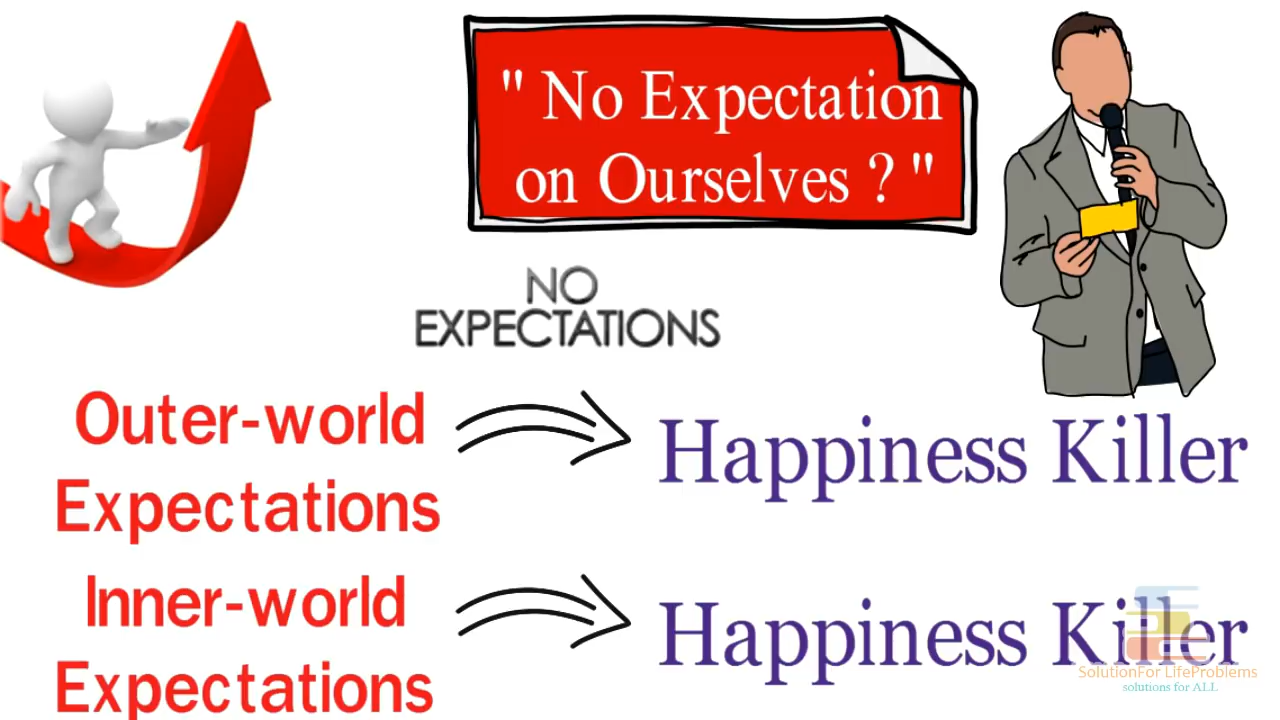 " No Expectation
on Ourselves ? "
NO
EXPECTATIONS
Outer-world
Expectations
Happiness Killer
Inner-world
Expectations
Happiness Killer
SolutionFor LifeProblems
solutions for ALL